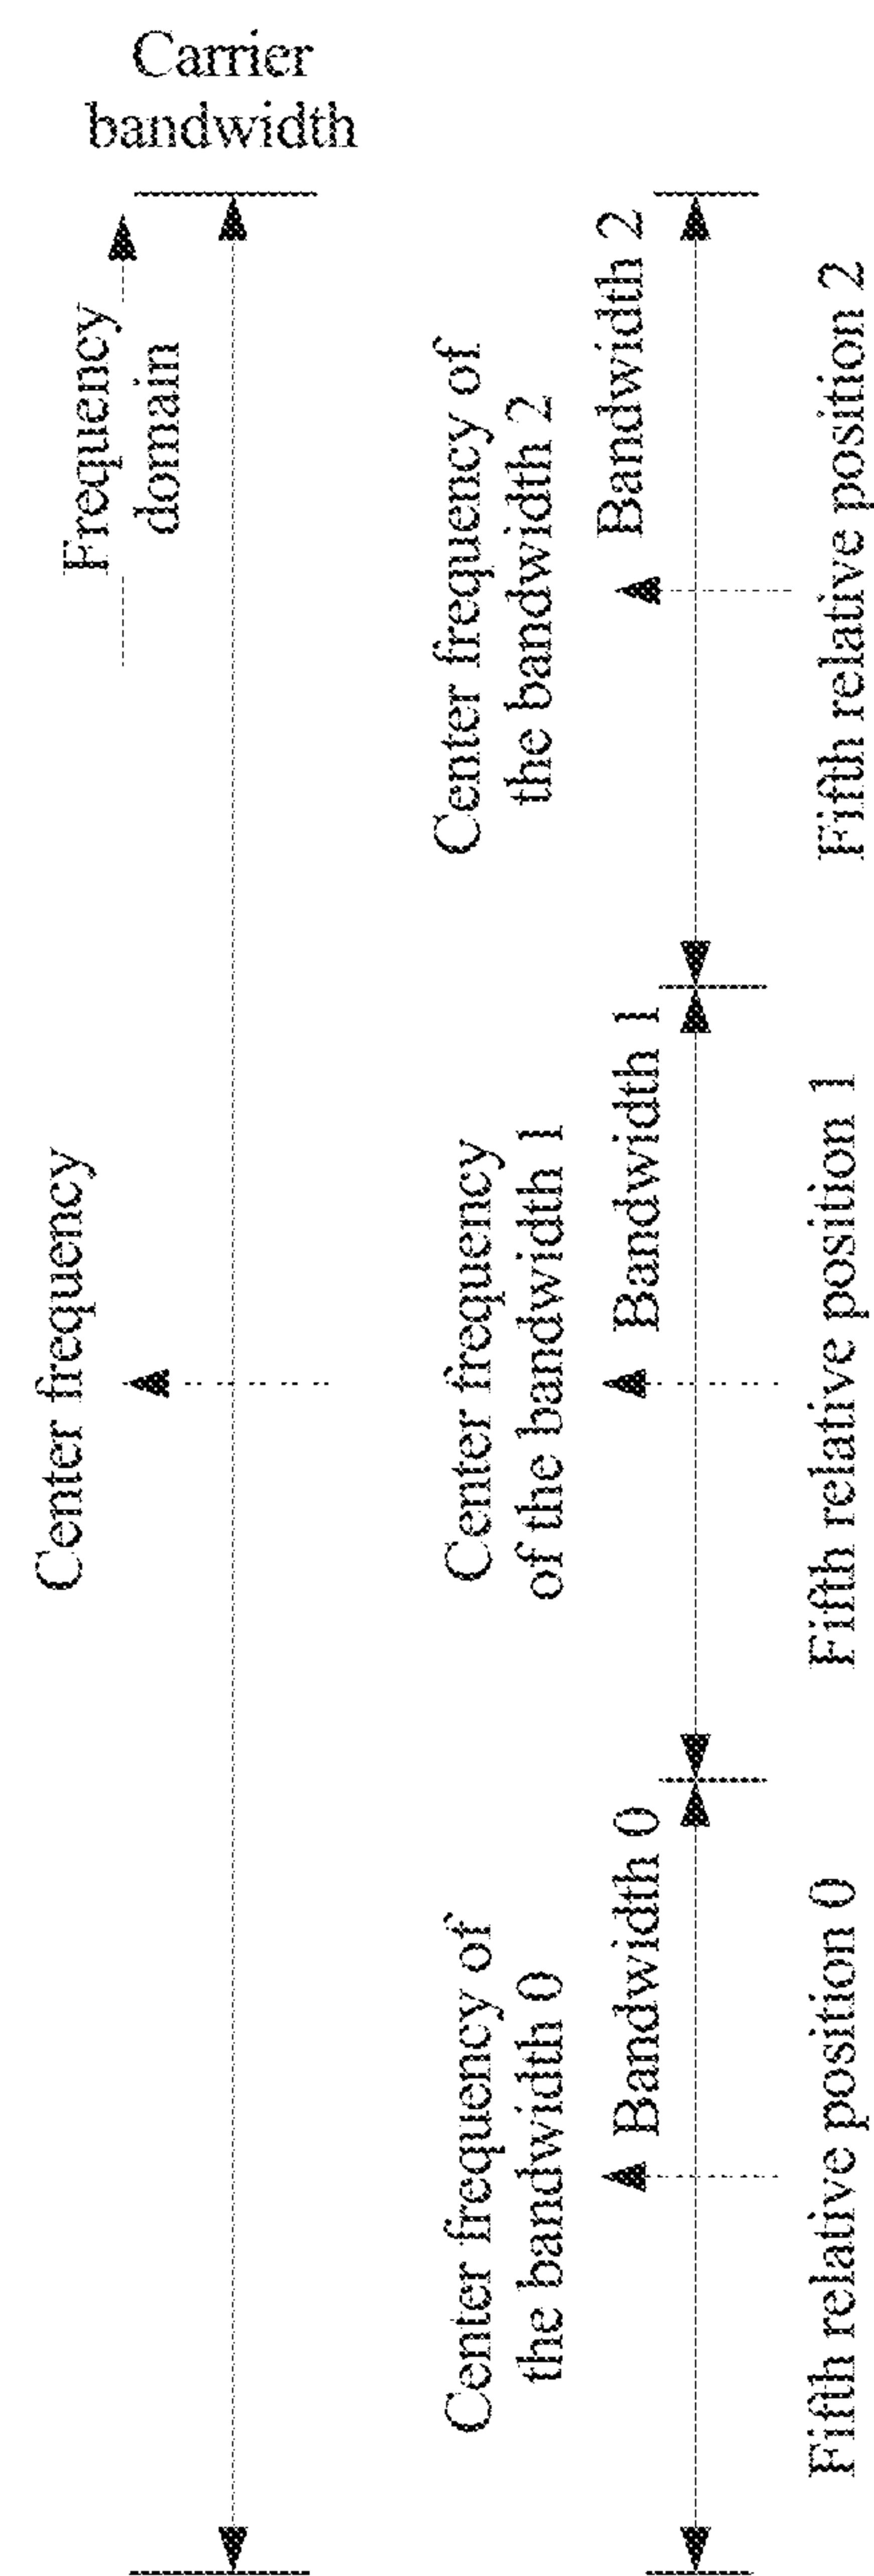 Carrier
bandwidth
Frequency
domain
Center frequency
Center frequency of
the bandwidth 0
Center frequency
of the bandwidth 1
Center frequency of
the bandwidth 2
Bandwidth 0
Bandwidth 1
Bandwidth 2
Fifth relative position 0
Fifth relative position 1
Fifth relative position 2